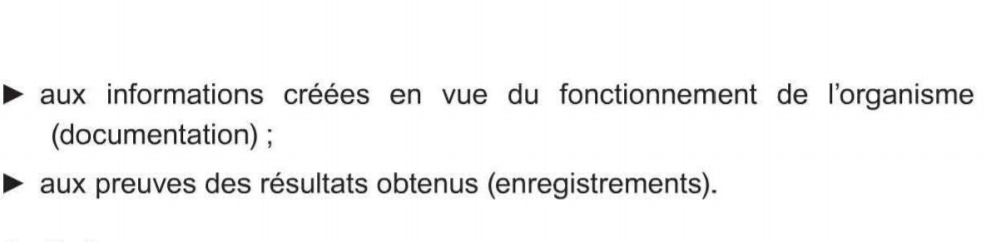 ► aux informations créées en vue du fonctionnement de l’organisme
(documentation) ;
► aux preuves des résultats obtenus (enregistrements).